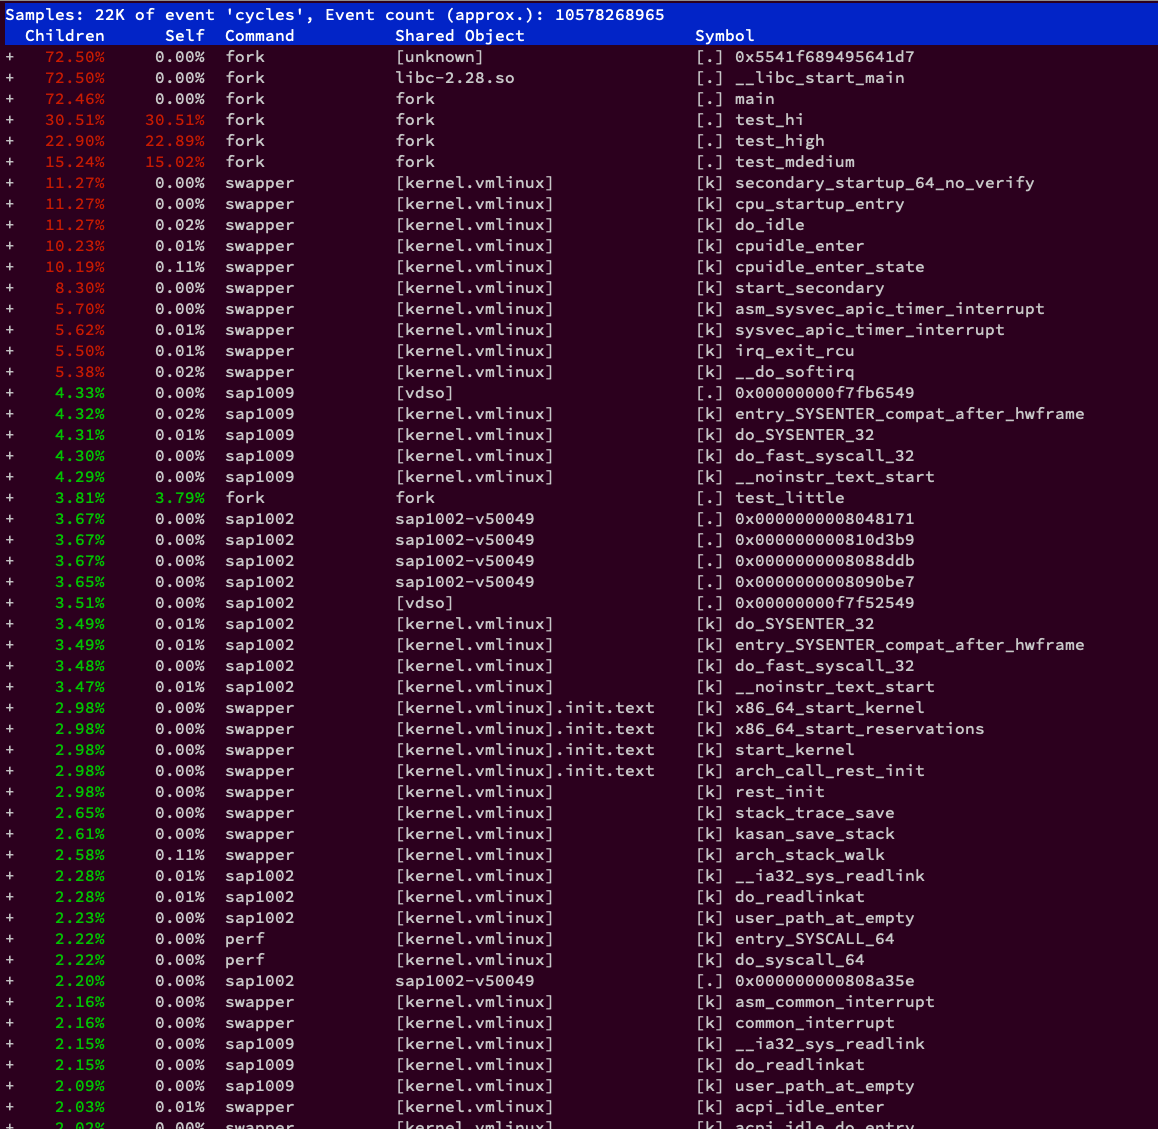 Samples: 22K of event 'cycles', Event count (approx.): 10578268965
Children Self Command Shared Object Symbol
+ 72.50% 0.00% fork [unknown] [.] 0x5541f689495641d7
+ 72.50% 0.00% fork libc-2.28.so [.] __libc_start_main
+ 72.46% 0.00% fork fork [.] main
+ 30.51% 30.51% fork fork [.] test_hi
+ 22.90% 22.89% fork fork [.] test_high
+ 15.24% 15.02% fork fork [.] test_mdedium
+ 11.27% 0.00% swapper [kernel.vmlinux] [k] secondary_startup_64_no_verify
+ 11.27% 0.00% swapper [kernel.vmlinux] [k] cpu_startup_entry
+ 11.27% 0.02% swapper [kernel.vmlinux] [k] do_idle
+ 10.23% 0.01% swapper [kernel.vmlinux] [k] cpuidle_enter
+ 10.19% 0.11% swapper [kernel.vmlinux] [k] cpuidle_enter_state
+ 8.30% 0.00% swapper [kernel.vmlinux] [k] start_secondary
+ 5.70% 0.00% swapper [kernel.vmlinux] [k] asm_sysvec_apic_timer_interrupt
+ 5.62% 0.01% swapper [kernel.vmlinux] [k] sysvec_apic_timer_interrupt
+ 5.50% 0.01% swapper [kernel.vmlinux] [k] irq_exit_rcu
+ 5.38% 0.02% swapper [kernel.vmlinux] [k] __do_softirq
+ 4.33% 0.00% sap1009 [vdso] [.] 0x00000000f7fb6549
+ 4.32% 0.02% sap1009 [kernel.vmlinux] [k] entry_SYSENTER_compat_after_hwframe
+ 4.31% 0.01% sap1009 [kernel.vmlinux] [k] do_SYSENTER_32
+ 4.30% 0.00% sap1009 [kernel.vmlinux] [k] do_fast_syscall_32
+ 4.29% 0.00% sap1009 [kernel.vmlinux] [k] __noinstr_text_start
+ 3.81% 3.79% fork fork [.] test_little
+ 3.67% 0.00% sap1002 sap1002-v50049 [.] 0x0000000008048171
+ 3.67% 0.00% sap1002 sap1002-v50049 [.] 0x000000000810d3b9
+ 3.67% 0.00% sap1002 sap1002-v50049 [.] 0x0000000008088ddb
+ 3.65% 0.00% sap1002 sap1002-v50049 [.] 0x0000000008090be7
+ 3.51% 0.00% sap1002 [vdso] [.] 0x00000000f7f52549
+ 3.49% 0.01% sap1002 [kernel.vmlinux] [k] do_SYSENTER_32
+ 3.49% 0.01% sap1002 [kernel.vmlinux] [k] entry_SYSENTER_compat_after_hwframe
+ 3.48% 0.00% sap1002 [kernel.vmlinux] [k] do_fast_syscall_32
+ 3.47% 0.01% sap1002 [kernel.vmlinux] [k] __noinstr_text_start
+ 2.98% 0.00% swapper [kernel.vmlinux].init.text [k] x86_64_start_kernel
+ 2.98% 0.00% swapper [kernel.vmlinux].init.text [k] x86_64_start_reservations
+ 2.98% 0.00% swapper [kernel.vmlinux].init.text [k] start_kernel
+ 2.98% 0.00% swapper [kernel.vmlinux].init.text [k] arch_call_rest_init
+ 2.98% 0.00% swapper [kernel.vmlinux] [k] rest_init
+ 2.65% 0.00% swapper [kernel.vmlinux] [k] stack_trace_save
+ 2.61% 0.00% swapper [kernel.vmlinux] [k] kasan_save_stack
+ 2.58% 0.11% swapper [kernel.vmlinux] [k] arch_stack_walk
+ 2.28% 0.01% sap1002 [kernel.vmlinux] [k] __ia32_sys_readlink
+ 2.28% 0.01% sap1002 [kernel.vmlinux] [k] do_readlinkat
+ 2.23% 0.00% sap1002 [kernel.vmlinux] [k] user_path_at_empty
+ 2.22% 0.00% perf [kernel.vmlinux] [k] entry_SYSCALL_64
+ 2.22% 0.00% perf [kernel.vmlinux] [k] do_syscall_64
+ 2.20% 0.00% sap1002 sap1002-v50049 [.] 0x000000000808a35e
+ 2.16% 0.00% swapper [kernel.vmlinux] [k] asm_common_interrupt
+ 2.16% 0.00% swapper [kernel.vmlinux] [k] common_interrupt
+ 2.15% 0.00% sap1009 [kernel.vmlinux] [k] __ia32_sys_readlink
+ 2.15% 0.00% sap1009 [kernel.vmlinux] [k] do_readlinkat
+ 2.09% 0.00% sap1009 [kernel.vmlinux] [k] user_path_at_empty
+ 2.03% 0.01% swapper [kernel.vmlinux] [k] acpi_idle_enter
+ 2.02% 0.00% swapper [kernel.vmlinux] [k] acpi_idle_do_entry